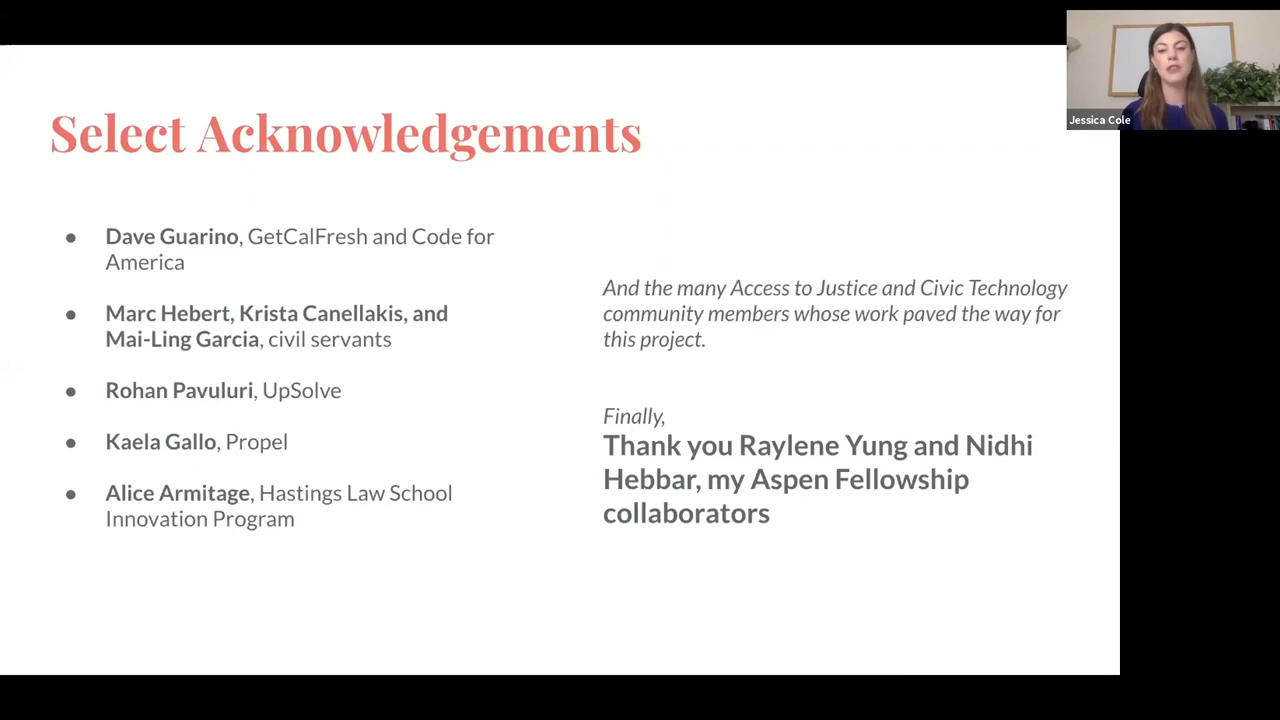 Select Acknowledgements
Jessica Cole
● Dave Guarino, GetCalFresh and Code for
America
● Marc Hebert, Krista Canellakis, and
Mai-Ling Garcia, civil servants
● Rohan Pavuluri, UpSolve
● Kaela Gallo, Propel
● Alice Armitage, Hastings Law School
Innovation Program
And the many Access to Justice and Civic Technology
community members whose work paved the way for
this project.
Finally,
Thank you Raylene Yung and Nidhi
Hebbar, my Aspen Fellowship
collaborators